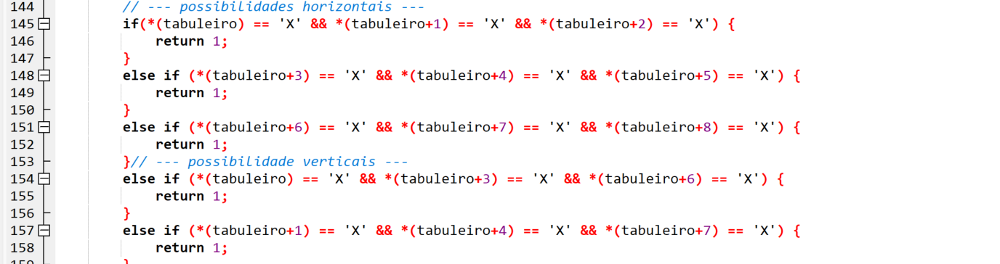 144 // --- possibilidades horizontais ---
145 if(*(tabuleiro) == 'X' && *(tabuleiro+1) == 'X' && *(tabuleiro+2) == 'X') {
146 return 1;
147 }
148 else if (*(tabuleiro+3) == 'X' && *(tabuleiro+4) == 'X' && *(tabuleiro+5) == 'X') {
149 return 1;
150 }
151 else if (*(tabuleiro+6) == 'X' && *(tabuleiro+7) == 'X' && *(tabuleiro+8) == 'X') {
152 return 1;
153 }// --- possibilidade verticais ---
154 else if (*(tabuleiro) == 'X' && *(tabuleiro+3) == 'X' && *(tabuleiro+6) == 'X') {
155 return 1;
156 }
157 else if (*(tabuleiro+1) == 'X' && *(tabuleiro+4) == 'X' && *(tabuleiro+7) == 'X') {
158 return 1;
159 }